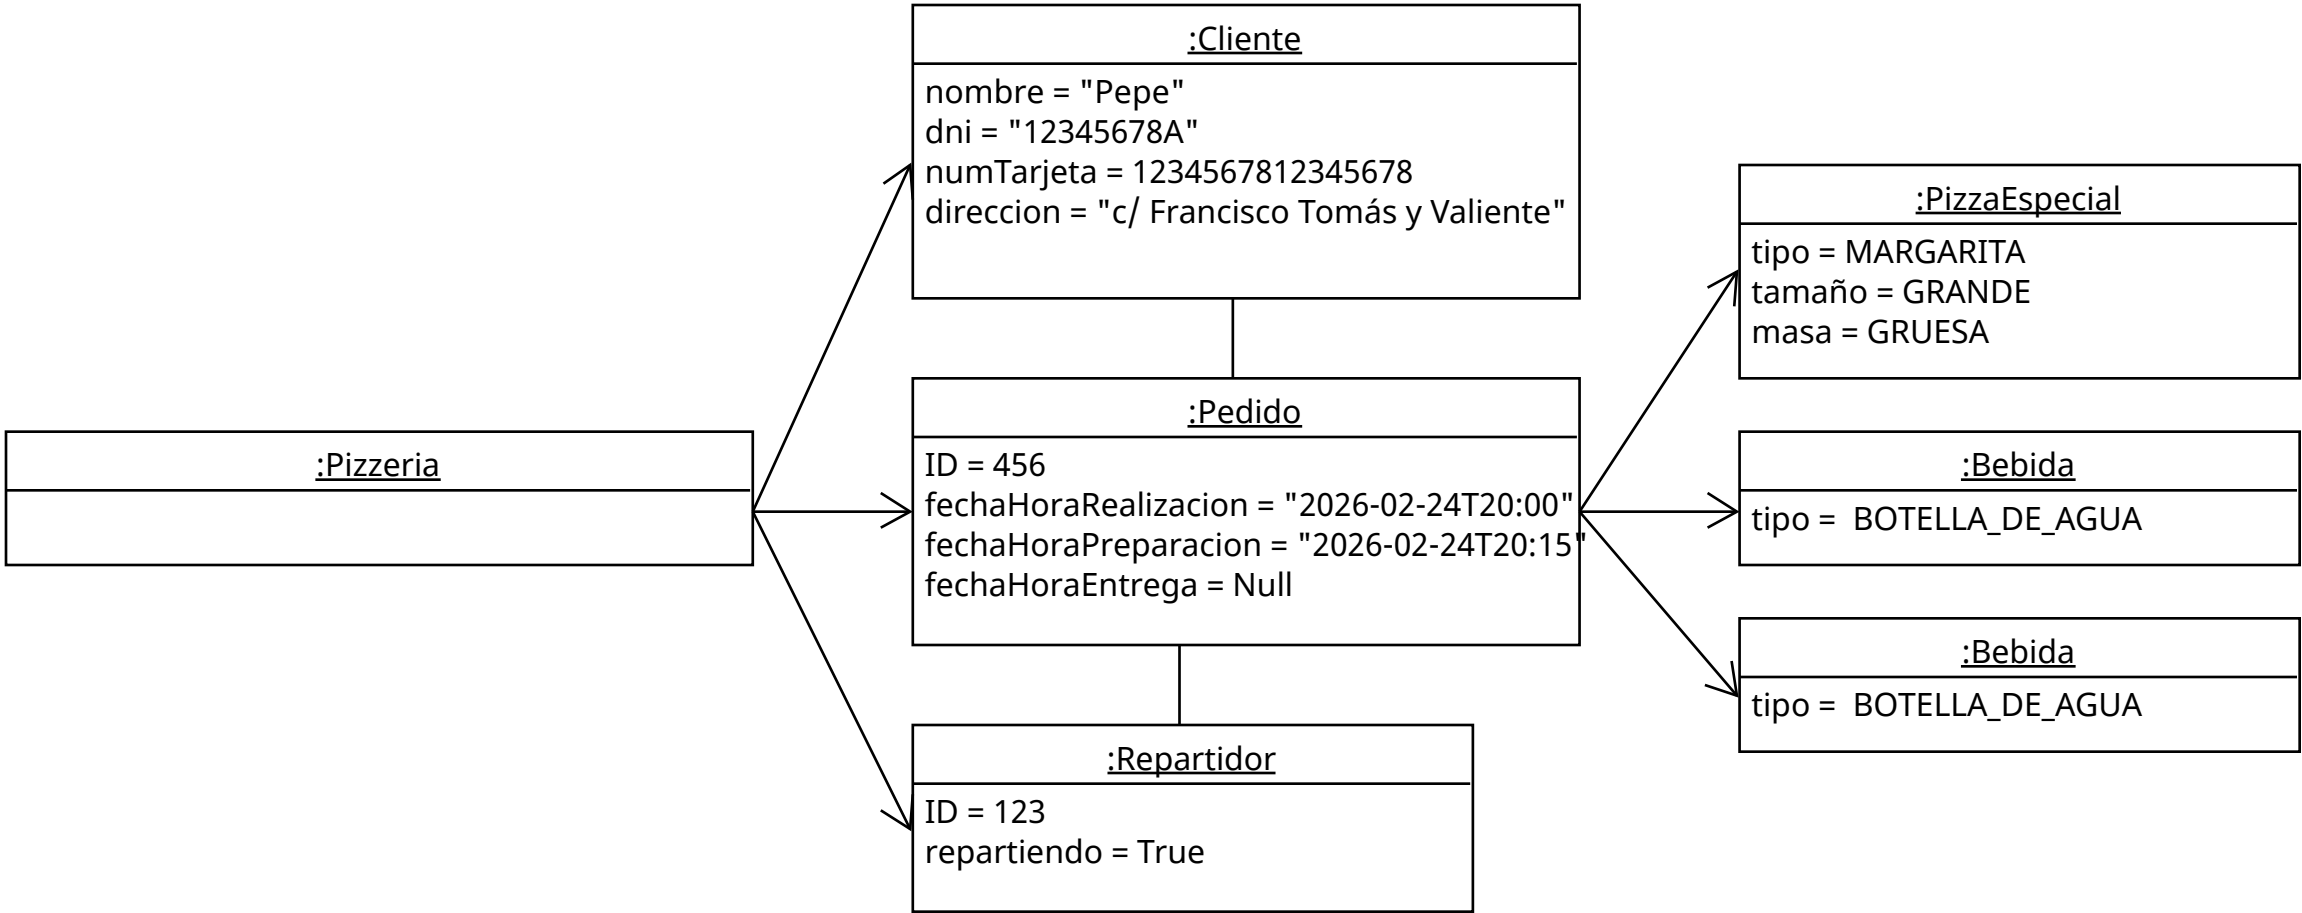 :Cliente
nombre = "Pepe"
dni = "12345678A"
numTarjeta = 1234567812345678
direccion = "c/ Francisco Tomás y Valiente"
:Pizzeria
:Pedido
ID = 456
fechaHoraRealizacion = "2026-02-24T20:00"
fechaHoraPreparacion = "2026-02-24T20:15"
fechaHoraEntrega = Null
:Repartidor
ID = 123
repartiendo = True
:PizzaEspecial
tipo = MARGARITA
tamaño = GRANDE
masa = GRUESA
:Bebida
tipo =  BOTELLA_DE_AGUA
:Bebida
tipo =  BOTELLA_DE_AGUA